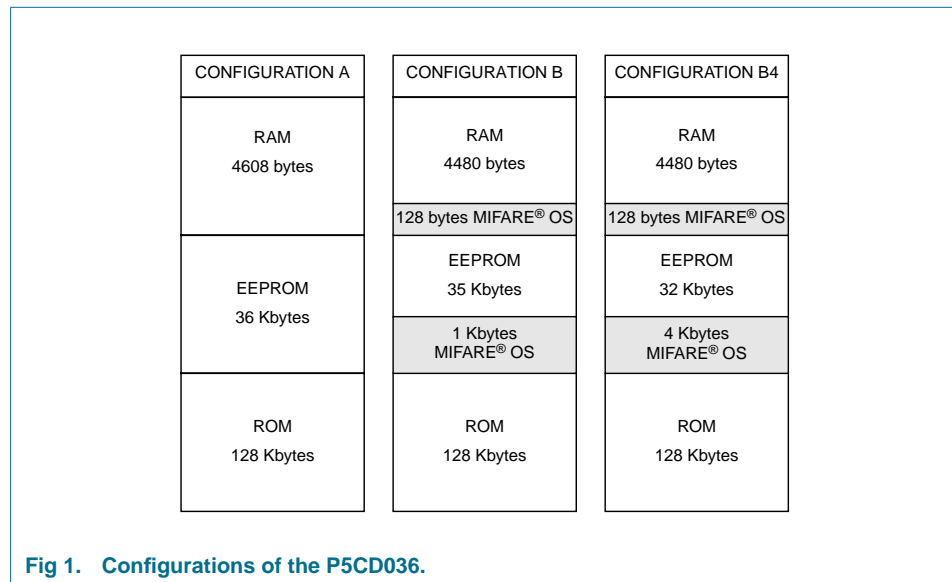 CONFIGURATION A
RAM
4608 bytes
EEPROM
36 Kbytes
ROM
128 Kbytes
CONFIGURATION B
RAM
4480 bytes
128 bytes MIFARE® OS
EEPROM
35 Kbytes
1 Kbytes
MIFARE® OS
ROM
128 Kbytes
CONFIGURATION B4
RAM
4480 bytes
128 bytes MIFARE® OS
EEPROM
32 Kbytes
4 Kbytes
MIFARE® OS
ROM
128 Kbytes
Fig 1. Configurations of the P5CD036.